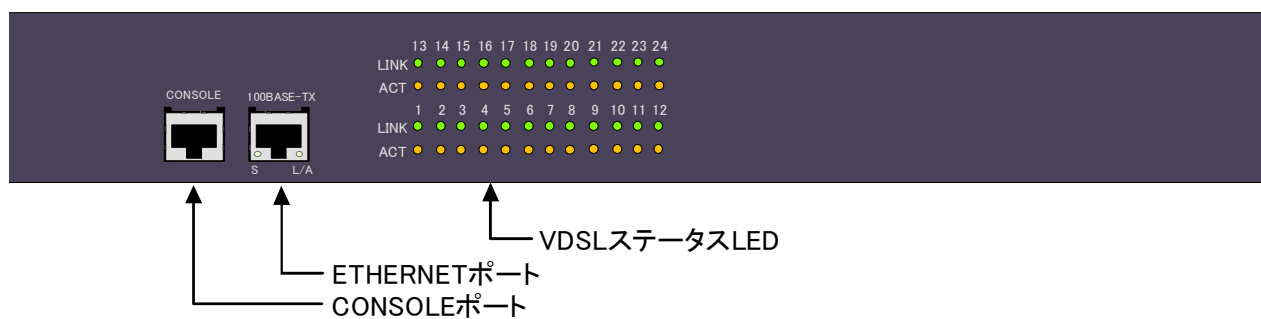 13 14 15 16 17 18 19 20 21 22 23 24
LINK
ACT
CONSOLE 100BASE-TX
1 2 3 4 5 6 7 8 9 10 11 12
LINK
ACT
S L/A
VDSLステータスLED
ETHERNETポート
CONSOLEポート